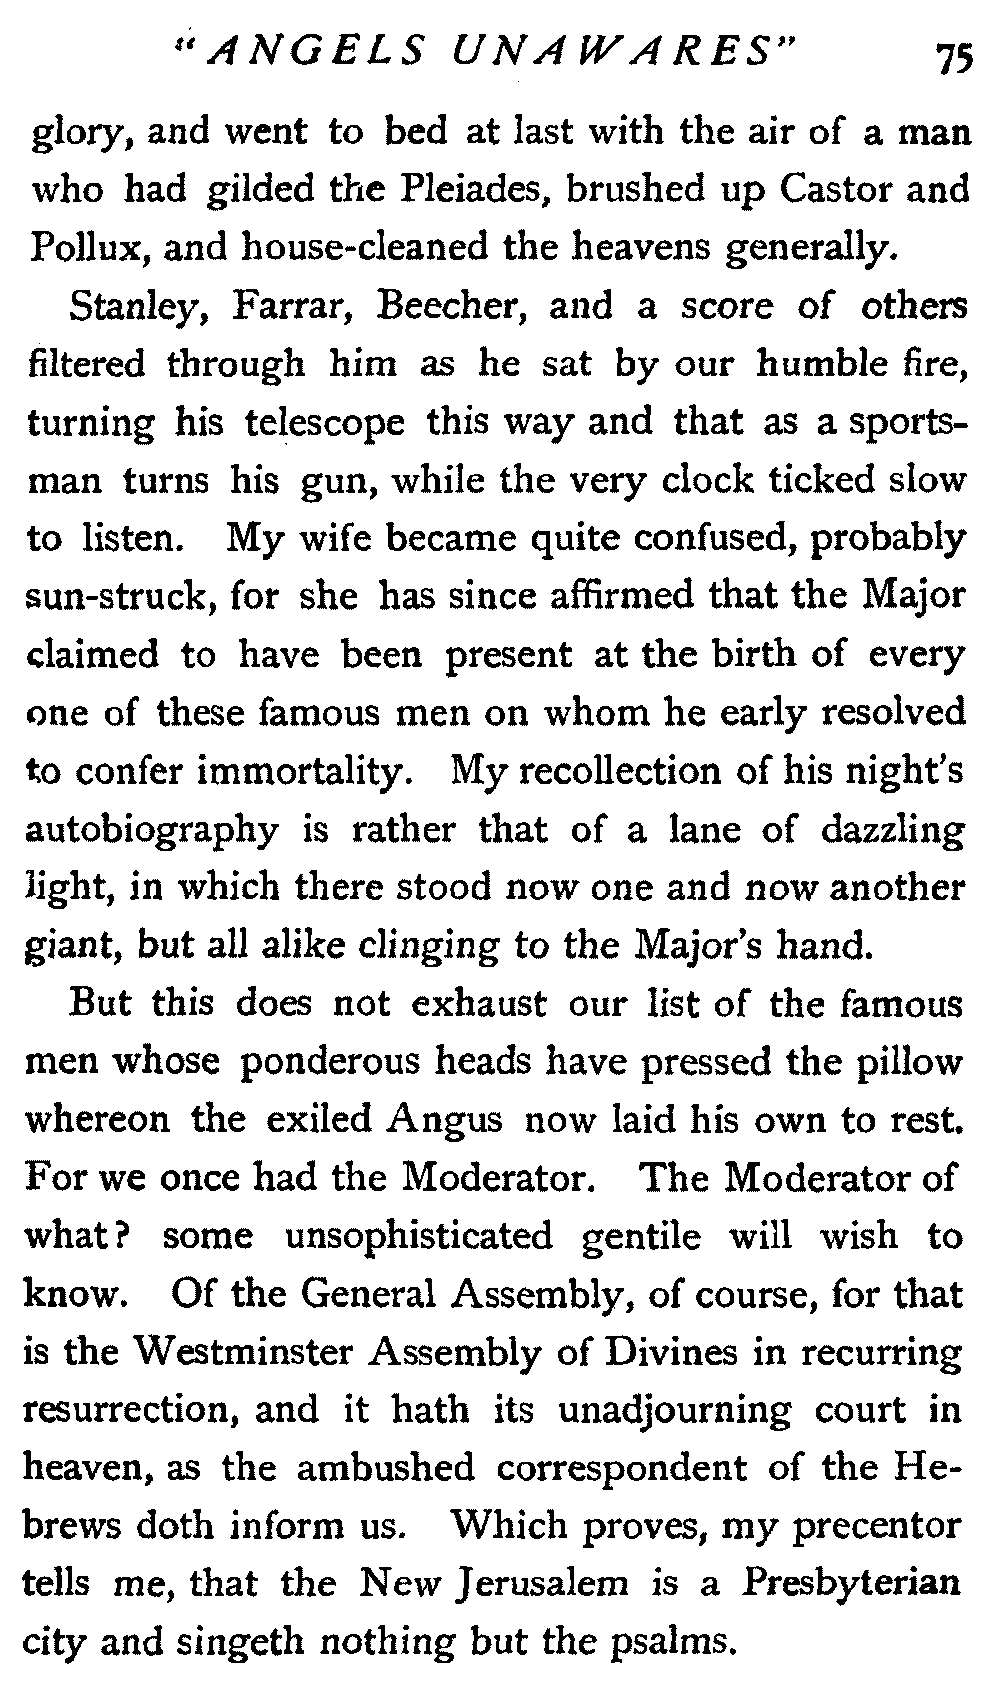 "ANGELS UNAWARES" 75
glory, and went to bed at last with the air of a man
who had gilded the Pleiades, brushed up Castor and
Pollux, and house-cleaned the heavens generally.
Stanley, Farrar, Beecher, and a score of others
filtered through him as he sat by our humble fire,
turning his telescope this way and that as a sports-
man turns his gun, while the very clock ticked slow
to listen. My wife became quite confused, probably
sun-struck, for she has since affirmed that the Major
claimed to have been present at the birth of every
one of these famous men on whom he early resolved
to confer immortality. My recollection of his night's
autobiography is rather that of a lane of dazzling
light, in which there stood now one and now another
giant, but all alike clinging to the Major's hand.
But this does not exhaust our list of the famous
men whose ponderous heads have pressed the pillow
whereon the exiled Angus now laid his own to rest.
For we once had the Moderator. The Moderator of
what? some unsophisticated gentile will wish to
know. Of the General Assembly, of course, for that
is the Westminster Assembly of Divines in recurring
resurrection, and it hath its unadjourning court in
heaven, as the ambushed correspondent of the He-
brews doth inform us. Which proves, my precentor
tells me, that the New Jerusalem is a Presbyterian
city and singeth nothing but the psalms.